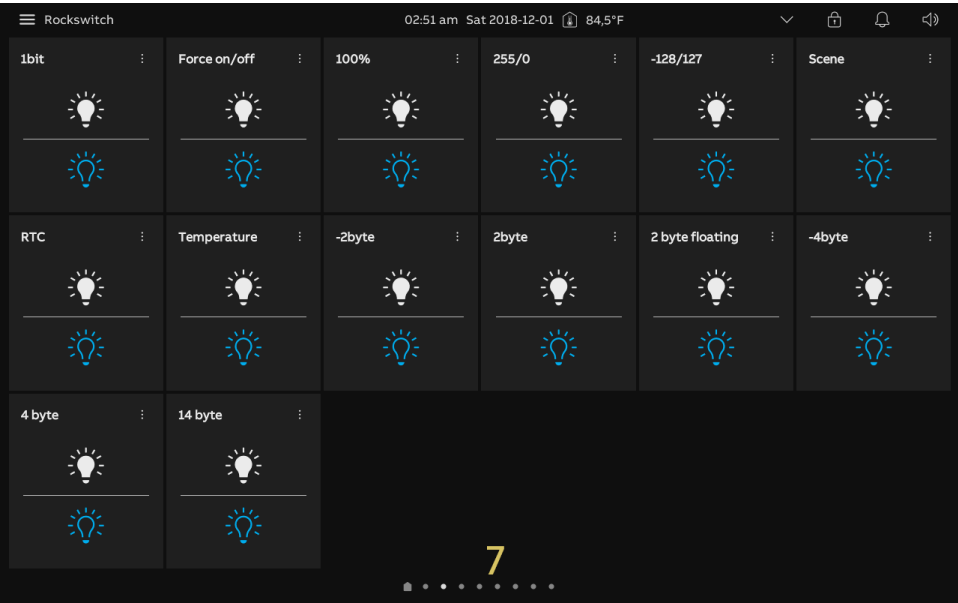 Rockswitch 02:51 am Sat 2018-12-01 84,5°F
1bit Force on/off 100% 255/0 -128/127 Scene
RTC Temperature -2byte 2byte 2 byte floating -4byte
4 byte 14 byte
7